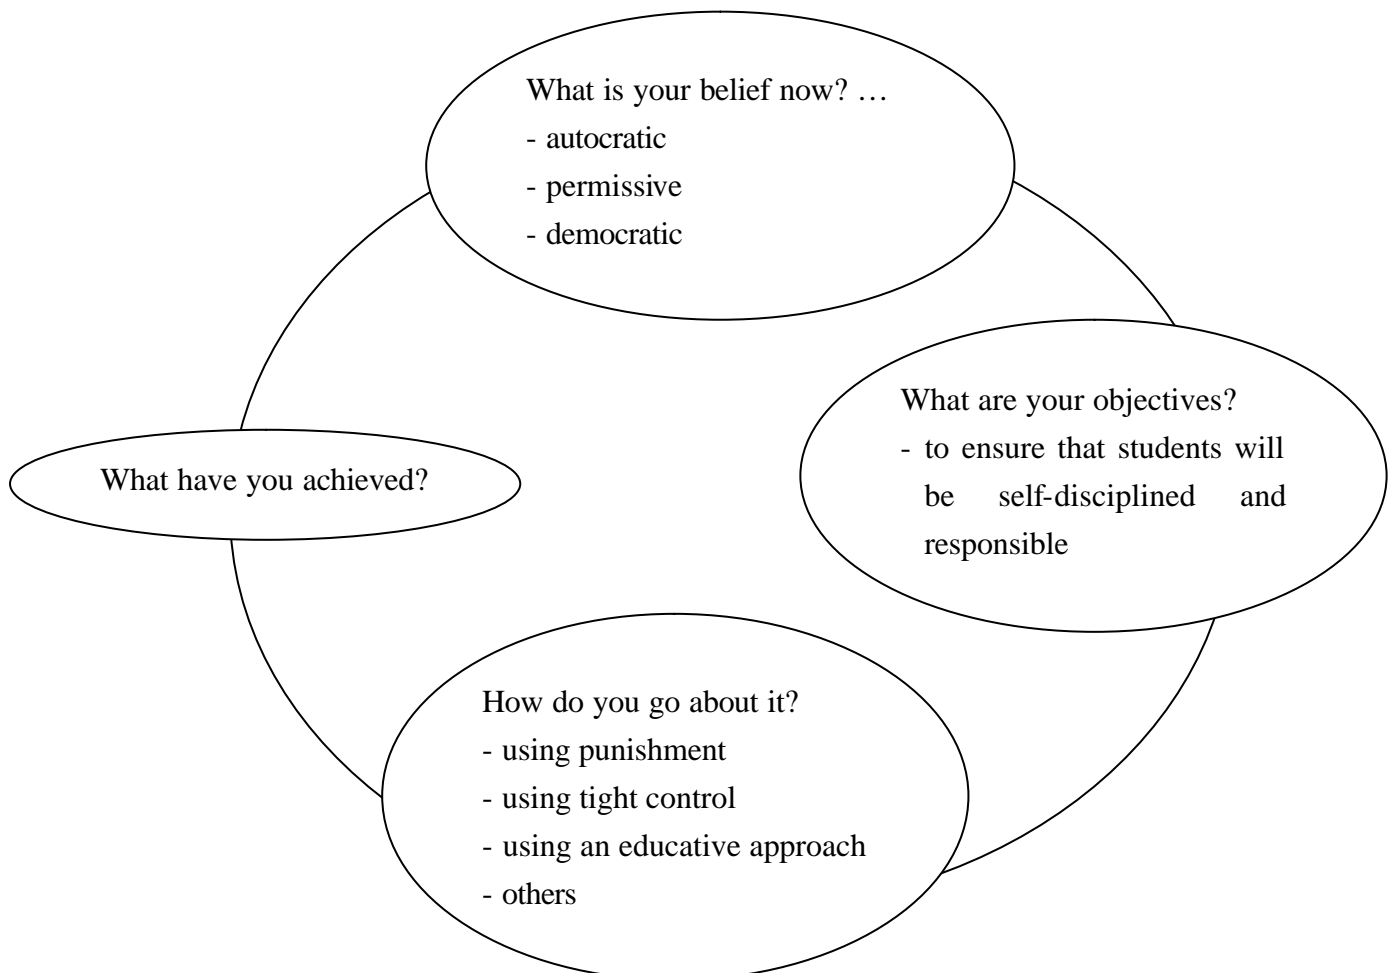 What is your belief now? …
- autocratic
- permissive
- democratic
What are your objectives?
- to ensure that students will
be self-disciplined and
responsible
What have you achieved?
How do you go about it?
- using punishment
- using tight control
- using an educative approach
- others